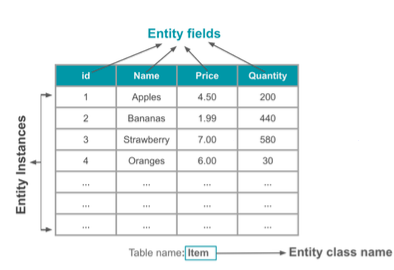 Entity fields
id Name Price Quantity
1 Apples 4.50 200
2 Bananas 1.99 440
3 Strawberry 7.00 580
4 Oranges 6.00 30
... ... ... ...
... ... ... ...
... ... ... ...
Entity Instances
Table name: Item Entity class name